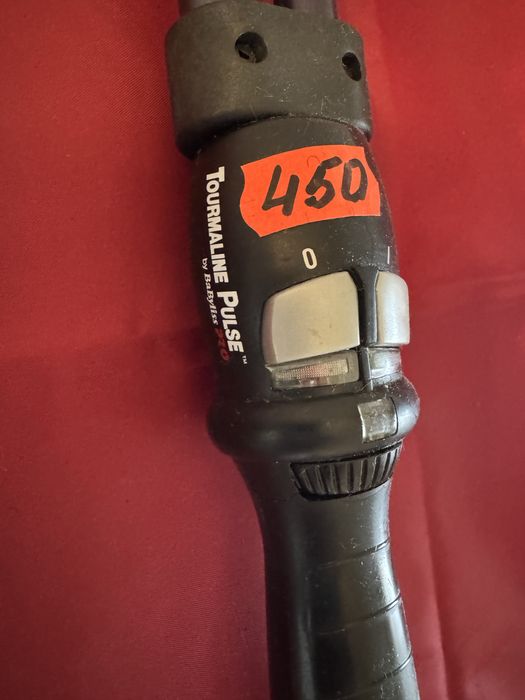 450
0 I
TOURMALINE PULSE™
by BaByliss PRO